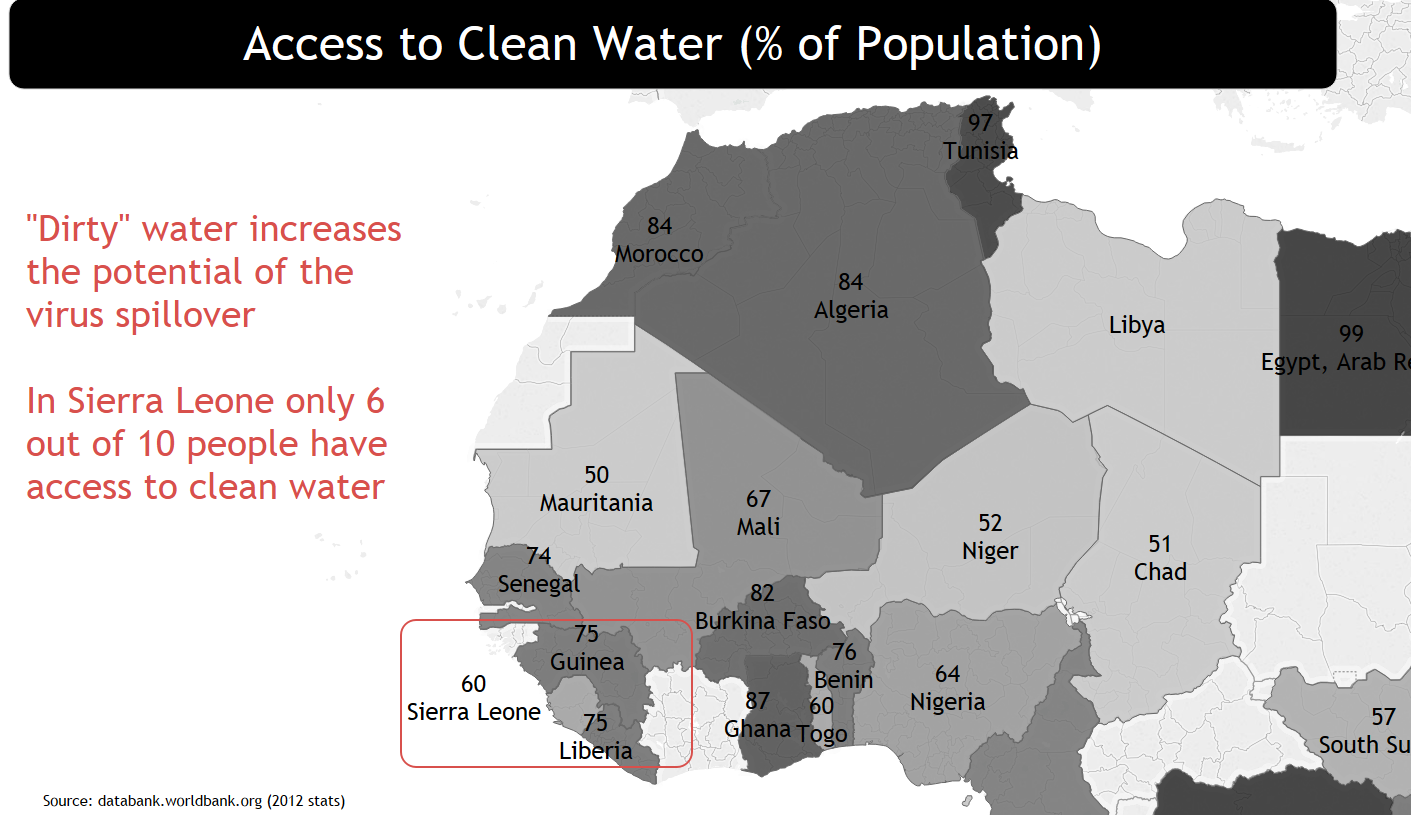 Access to Clean Water (% of Population)
"Dirty" water increases
the potential of the
virus spillover
In Sierra Leone only 6
out of 10 people have
access to clean water
97
Tunisia
84
Morocco
84
Algeria
Libya
99
Egypt, Arab Re
50
Mauritania
67
Mali
52
Niger
51
Chad
74
Senegal
82
Burkina Faso
75
Guinea
76
Benin
64
Nigeria
60
Sierra Leone
87
Ghana
60
Togo
75
Liberia
57
South Su
Source: databank.worldbank.org (2012 stats)